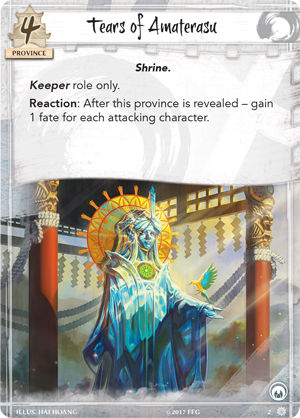 4
Tears of Amaterasu
PROVINCE
Shrine.
Keeper role only.
Reaction: After this province is revealed – gain
1 fate for each attacking character.
ILLUS. HAI HOANG
©2017 FFG
2